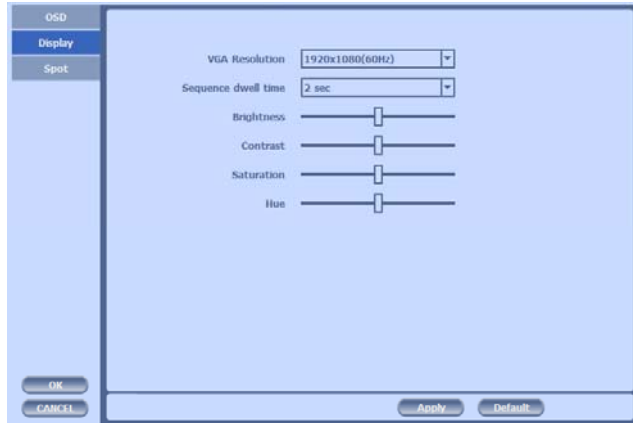 OSD
Display
Spot
VGA Resolution 1920x1080(60Hz)
Sequence dwell time 2 sec
Brightness
Contrast
Saturation
Hue
OK
CANCEL
Apply Default